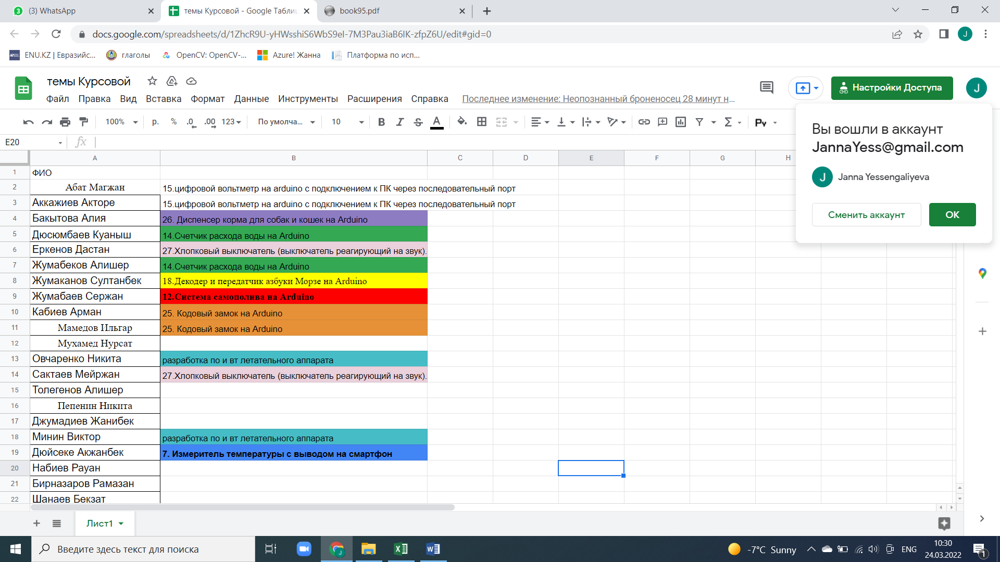 (3) WhatsApp
темы Курсовой - Google Таблиц
book95.pdf
docs.google.com/spreadsheets/d/1ZhcR9U-yHWsshiS6WbS9eI-7M3Pau3iaB6IK-zfpZ6U/edit#gid=0
ENU.KZ | Евразийс...
глаголы
OpenCV: OpenCV-...
Azure! Жанна
Платформа по исп...
темы Курсовой
Файл Правка Вид Вставка Формат Данные Инструменты Расширения Справка
Последнее изменение: Неопознанный броненосец 28 минут н...
Настройки Доступа
J
100% р. % .0 .00 123 По умолча... 10
E20
Вы вошли в аккаунт
JannaYess@gmail.com
J Janna Yessengaliyeva
Сменить аккаунт
OK
A B C D E F G H
1 ФИО
2 Абат Магжан 15.цифровой вольтметр на arduino с подключением к ПК через последовательный порт
3 Аккажиев Акторе 15.цифровой вольтметр на arduino с подключением к ПК через последовательный порт
4 Бакытова Алия 26. Диспенсер корма для собак и кошек на Arduino
5 Дюсюмбаев Куаныш 14.Счетчик расхода воды на Arduino
6 Еркенов Дастан 27.Хлопковый выключатель (выключатель реагирующий на звук).
7 Жумабеков Алишер 14.Счетчик расхода воды на Arduino
8 Жумаканов Султанбек 18.Декодер и передатчик азбуки Морзе на Arduino
9 Жумабаев Сержан 12.Система самополива на Arduino
10 Кабиев Арман 25. Кодовый замок на Arduino
11 Мамедов Ильгар 25. Кодовый замок на Arduino
12 Мухамед Нурсат
13 Овчаренко Никита разработка по и вт летательного аппарата
14 Сактаев Мейржан 27.Хлопковый выключатель (выключатель реагирующий на звук).
15 Толегенов Алишер
16 Пепенин Никита
17 Джумадиев Жанибек
18 Минин Виктор разработка по и вт летательного аппарата
19 Дюйсеке Акжанбек 7. Измеритель температуры с выводом на смартфон
20 Набиев Рауан
21 Бирназаров Рамазан
22 Шанаев Бекзат
Лист1
Введите здесь текст для поиска
-7°C Sunny
ENG
10:30
24.03.2022
1